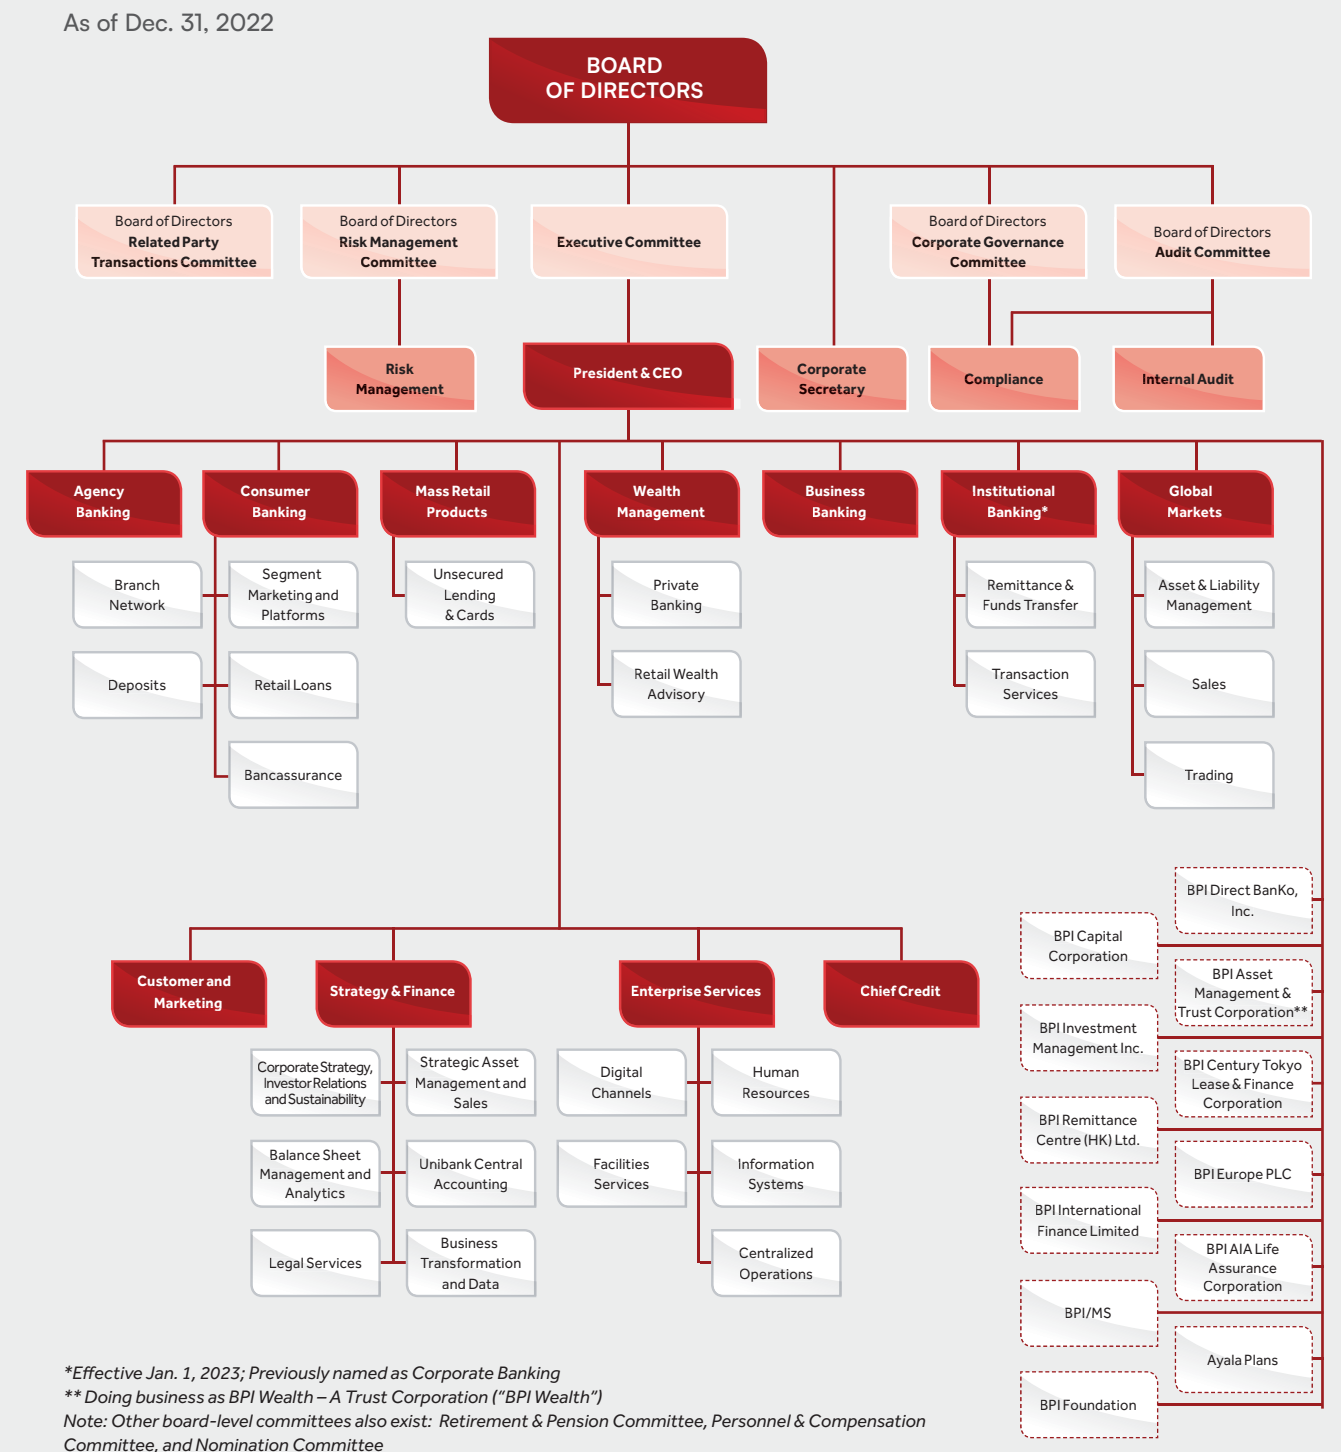 As of Dec. 31, 2022
BOARD
OF DIRECTORS
Board of Directors
Related Party
Transactions Committee
Board of Directors
Risk Management
Committee
Executive Committee
Board of Directors
Corporate Governance
Committee
Board of Directors
Audit Committee
Risk
Management
President & CEO
Corporate
Secretary
Compliance
Internal Audit
Agency
Banking
Consumer
Banking
Mass Retail
Products
Wealth
Management
Business
Banking
Institutional
Banking*
Global
Markets
Branch
Network
Segment
Marketing and
Platforms
Unsecured
Lending
& Cards
Private
Banking
Remittance &
Funds Transfer
Asset & Liability
Management
Deposits
Retail Loans
Retail Wealth
Advisory
Transaction
Services
Sales
Bancassurance
Trading
BPI Direct BanKo,
Inc.
BPI Capital
Corporation
BPI Asset
Management &
Trust Corporation**
BPI Investment
Management Inc.
BPI Century Tokyo
Lease & Finance
Corporation
BPI Remittance
Centre (HK) Ltd.
BPI Europe PLC
BPI International
Finance Limited
BPI AIA Life
Assurance
Corporation
BPI/MS
Ayala Plans
BPI Foundation
Customer and
Marketing
Strategy & Finance
Enterprise Services
Chief Credit
Corporate Strategy,
Investor Relations
and Sustainability
Strategic Asset
Management and
Sales
Digital
Channels
Human
Resources
Balance Sheet
Management and
Analytics
Unibank Central
Accounting
Facilities
Services
Information
Systems
Legal Services
Business
Transformation
and Data
Centralized
Operations
*Effective Jan. 1, 2023; Previously named as Corporate Banking
** Doing business as BPI Wealth – A Trust Corporation (“BPI Wealth”)
Note: Other board-level committees also exist: Retirement & Pension Committee, Personnel & Compensation
Committee, and Nomination Committee